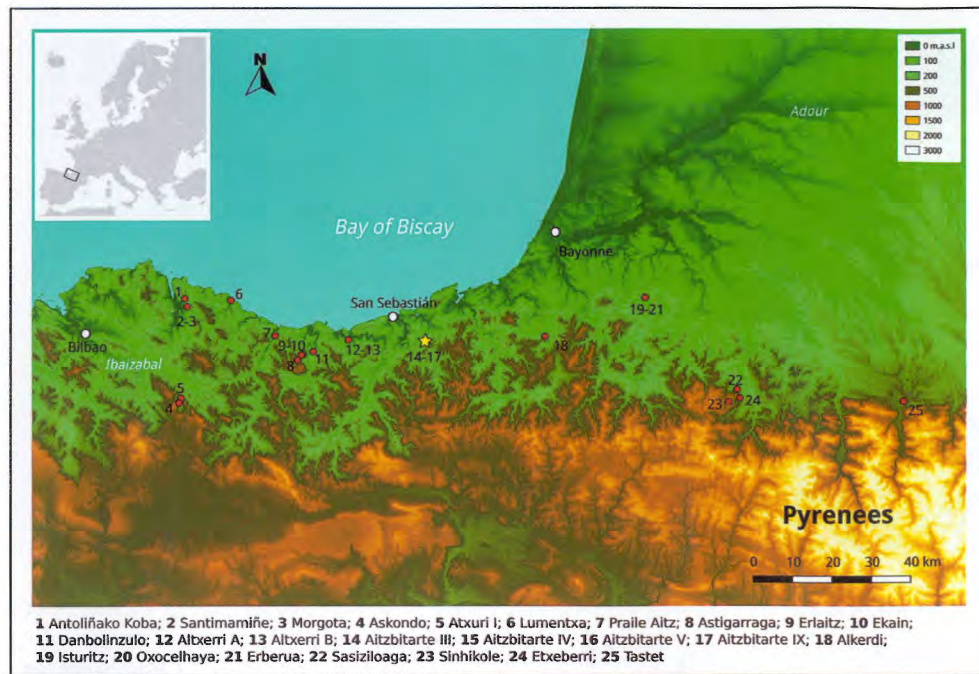 N
0 m.a.s.l
100
200
500
1000
1500
2000
3000
Adour
Bay of Biscay
Bayonne
San Sebastián
Bilbao
Ibaizabal
1
2-3
6
7
9-10
8
11
12-13
14-17
18
19-21
5
4
22
23
24
25
Pyrenees
0 10 20 30 40 km
1 Antoliñako Koba; 2 Santimamiñe; 3 Morgota; 4 Askondo; 5 Atxuri I; 6 Lumentxa; 7 Praile Aitz; 8 Astigarraga; 9 Erlaitz; 10 Ekain;
11 Danbolinzulo; 12 Altxerri A; 13 Altxerri B; 14 Aitzbitarte III; 15 Aitzbitarte IV; 16 Aitzbitarte V; 17 Aitzbitarte IX; 18 Alkerdi;
19 Isturitz; 20 Oxocelhaya; 21 Erberua; 22 Sasiziloaga; 23 Sinhikole; 24 Etxeberri; 25 Tastet